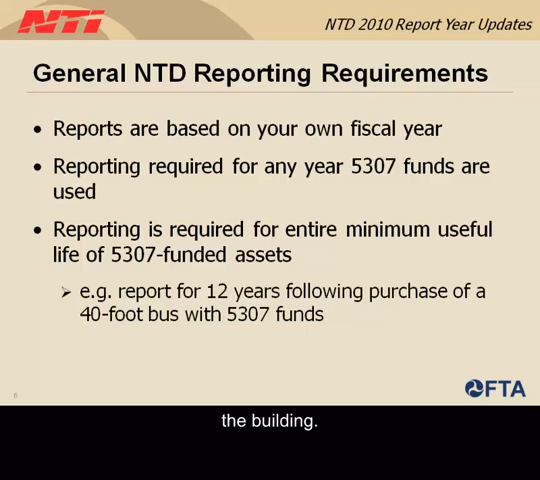 NTI
NTD 2010 Report Year Updates
General NTD Reporting Requirements
• Reports are based on your own fiscal year
• Reporting required for any year 5307 funds are
used
• Reporting is required for entire minimum useful
life of 5307-funded assets
➢ e.g. report for 12 years following purchase of a
40-foot bus with 5307 funds
6
FTA
the building.